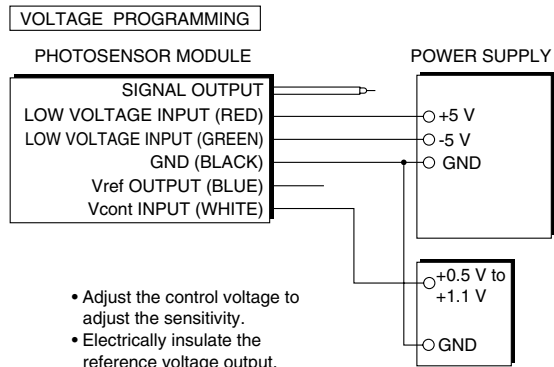 VOLTAGE PROGRAMMING
PHOTOSENSOR MODULE
POWER SUPPLY
SIGNAL OUTPUT
LOW VOLTAGE INPUT (RED)
+5 V
LOW VOLTAGE INPUT (GREEN)
-5 V
GND (BLACK)
GND
Vref OUTPUT (BLUE)
Vcont INPUT (WHITE)
+0.5 V to
+1.1 V
GND
• Adjust the control voltage to
adjust the sensitivity.
• Electrically insulate the
reference voltage output.